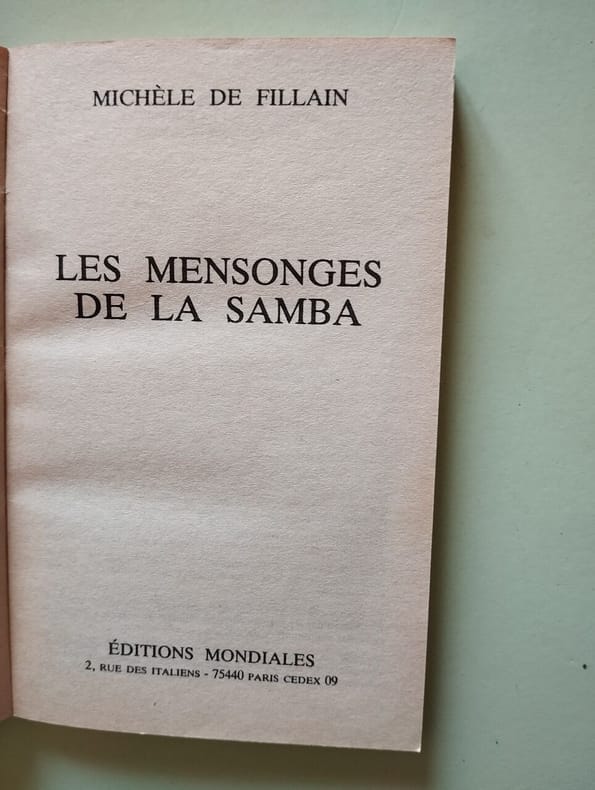 MICHÈLE DE FILLAIN
LES MENSONGES
DE LA SAMBA
ÉDITIONS MONDIALES
2, RUE DES ITALIENS - 75440 PARIS CEDEX 09